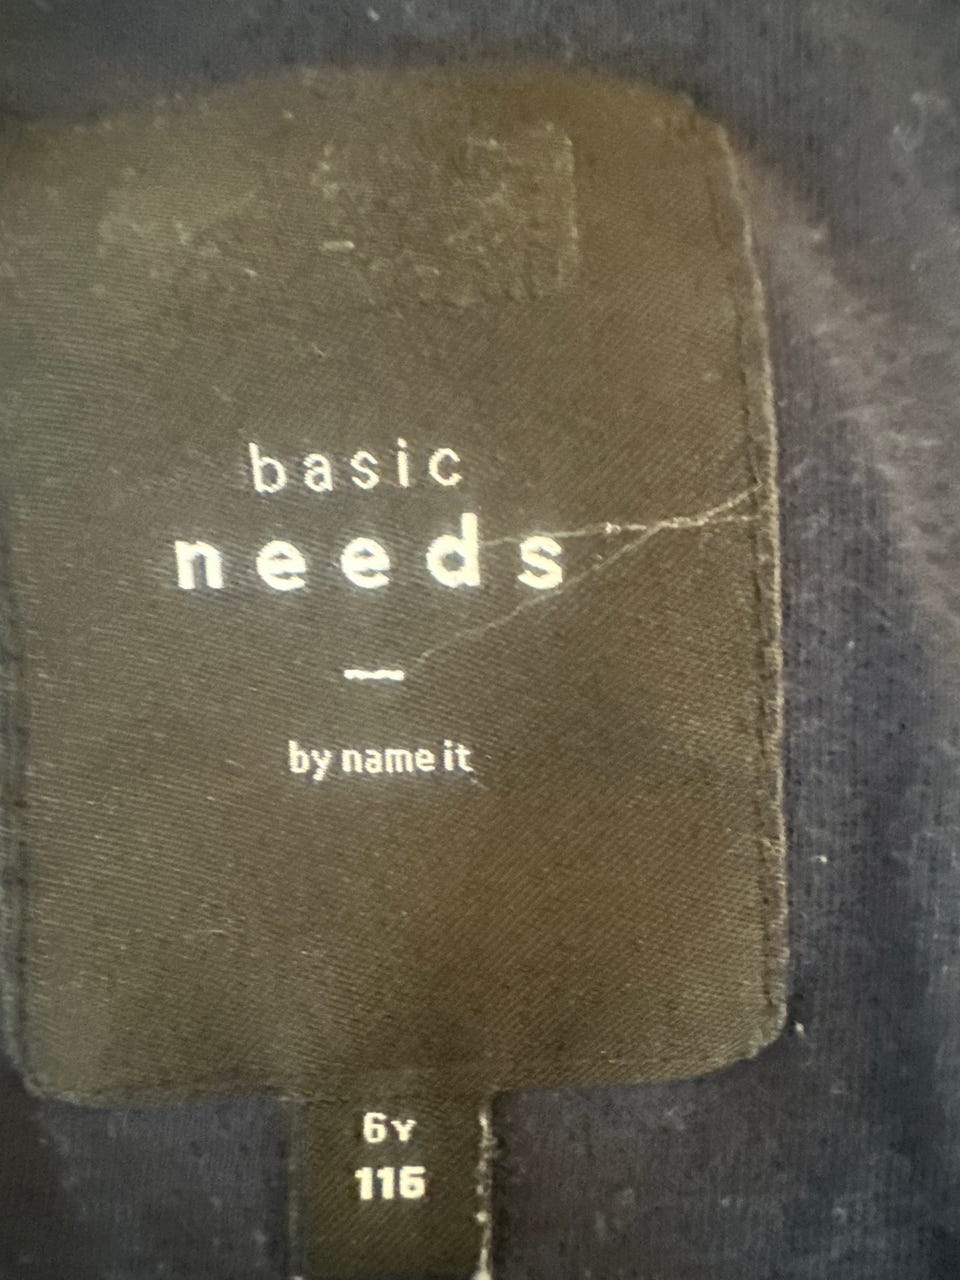 basic
needs
—
by name it
6y
116